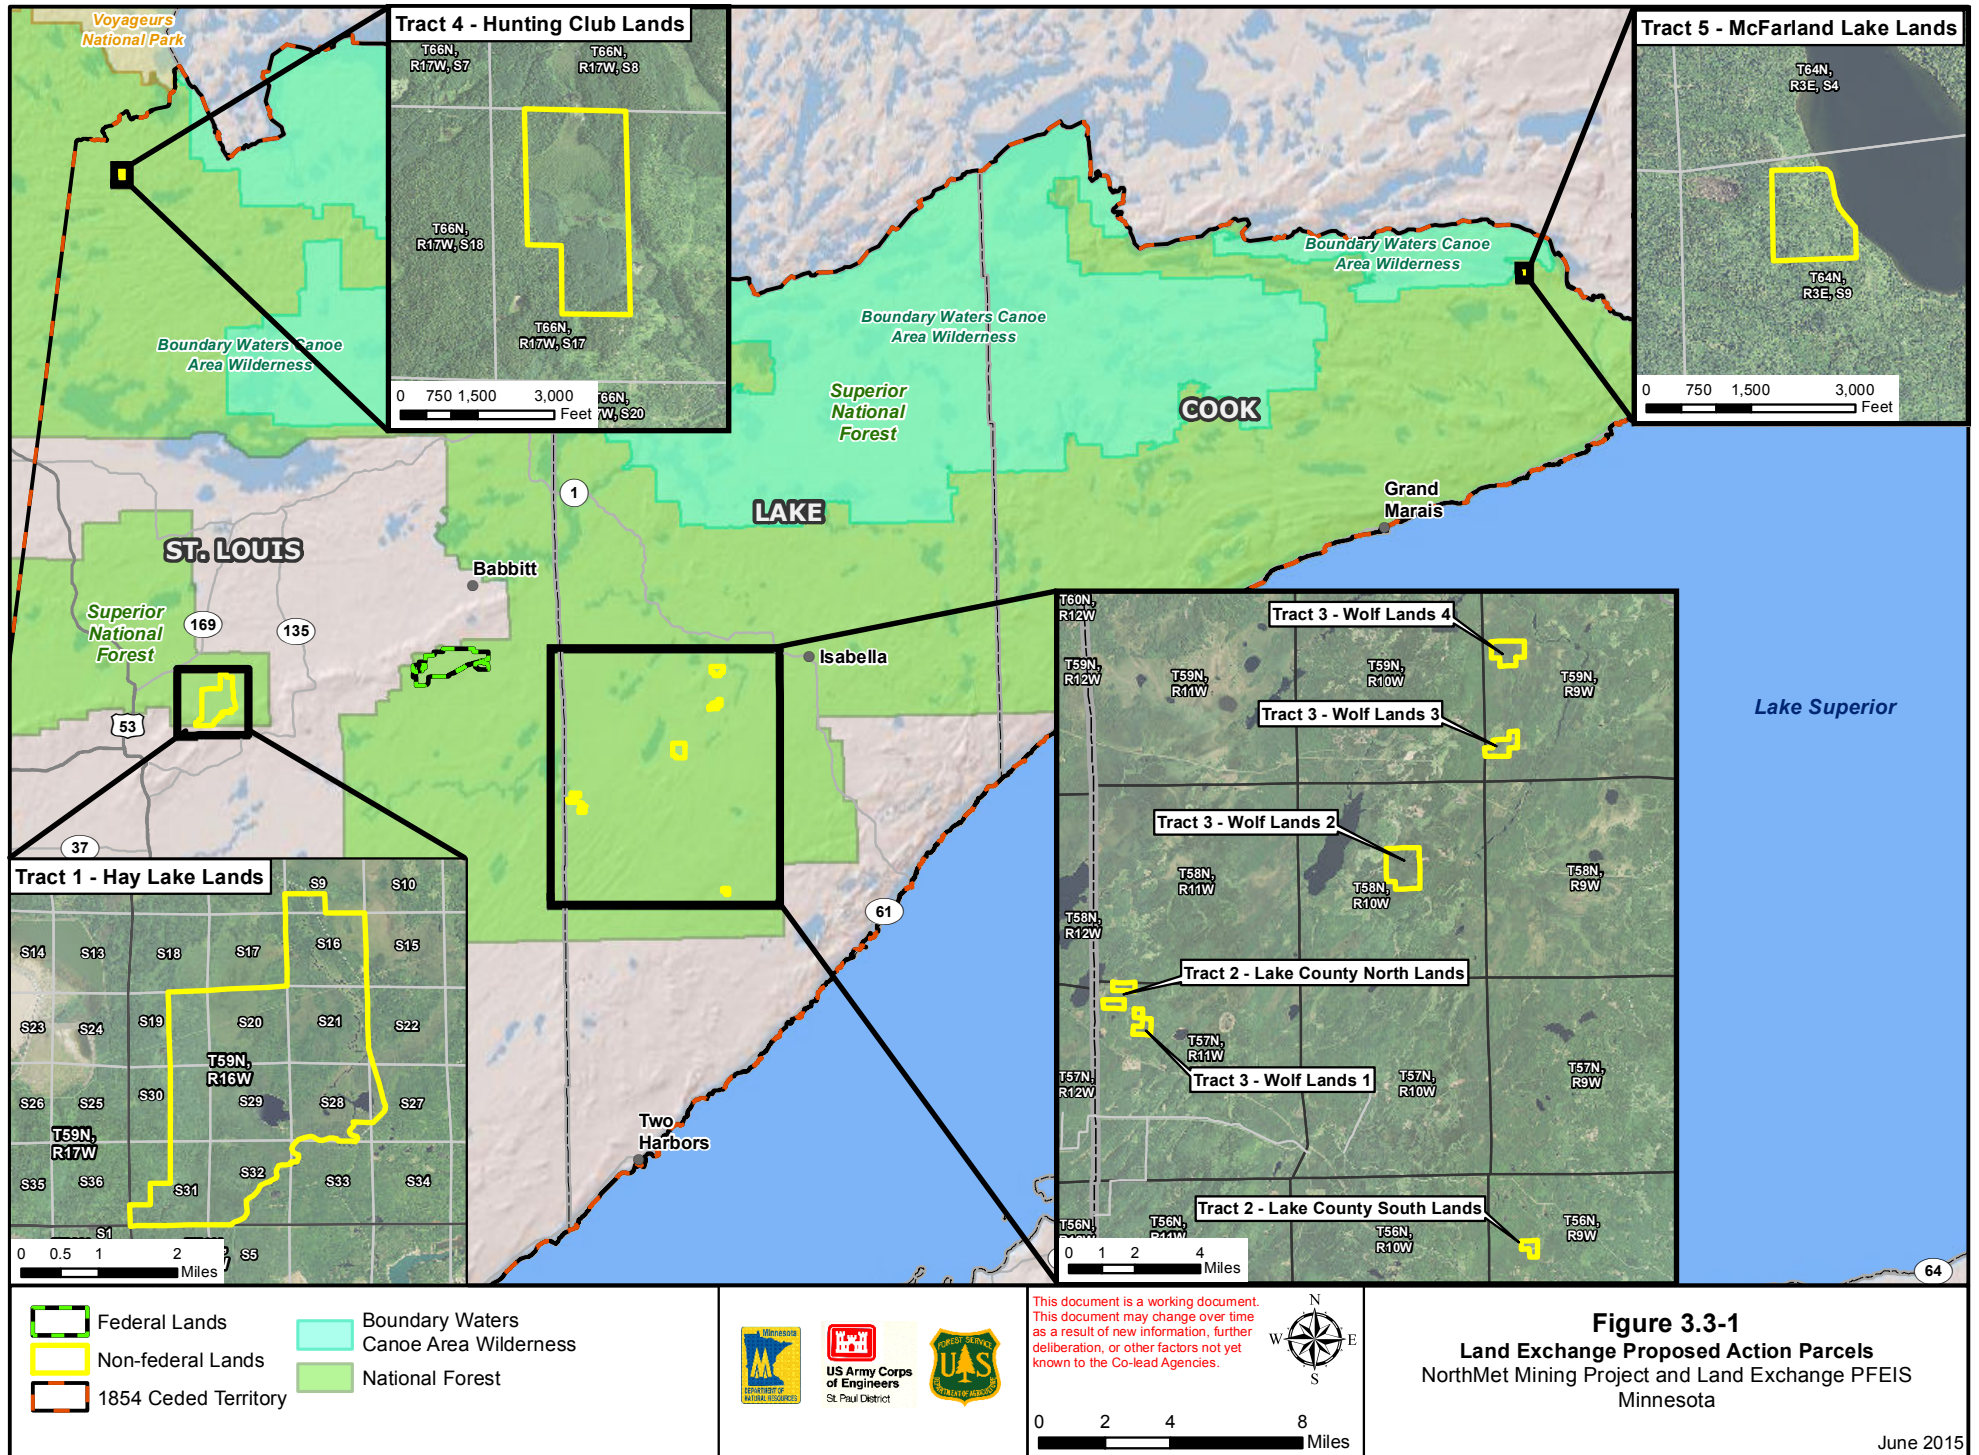 Voyageurs
National Park
Tract 4 - Hunting Club Lands
T66N,
R17W, S7
T66N,
R17W, S8
T66N,
R17W, S18
T66N,
R17W, S17
T66N,
S20
0 750 1,500 3,000
Feet
Tract 5 - McFarland Lake Lands
T64N,
R3E, S4
T64N,
R3E, S9
0 750 1,500 3,000
Feet
Boundary Waters Canoe
Area Wilderness
Boundary Waters Canoe
Area Wilderness
Boundary Waters Canoe
Area Wilderness
Superior
National
Forest
COOK
LAKE
ST. LOUIS
Grand
Marais
1
Babbitt
Superior
National
Forest
169
135
53
37
Isabella
Lake Superior
61
Two
Harbors
64
Tract 1 - Hay Lake Lands
S9
S10
S14
S13
S18
S17
S16
S15
S23
S24
S19
S20
S21
S22
T59N,
R16W
S26
S25
S30
S29
S28
S27
T59N,
R17W
S35
S36
S31
S32
S33
S34
S1
S5
0 0.5 1 2
Miles
T60N,
R12W
Tract 3 - Wolf Lands 4
T59N,
R12W
T59N,
R11W
T59N,
R10W
T59N,
R9W
Tract 3 - Wolf Lands 3
Tract 3 - Wolf Lands 2
T58N,
R11W
T58N,
R10W
T58N,
R9W
T58N,
R12W
Tract 2 - Lake County North Lands
T57N,
R11W
Tract 3 - Wolf Lands 1
T57N,
R12W
T57N,
R10W
T57N,
R9W
Tract 2 - Lake County South Lands
T56N,
T56N,
T56N,
R10W
T56N,
R9W
0 1 2 4
Miles
Federal Lands
Non-federal Lands
1854 Ceded Territory
Boundary Waters
Canoe Area Wilderness
National Forest
Minnesota
DEPARTMENT OF
NATURAL RESOURCES
US Army Corps
of Engineers
St. Paul District
FOREST SERVICE
U S
DEPARTMENT OF AGRICULTURE
This document is a working document.
This document may change over time
as a result of new information, further
deliberation, or other factors not yet
known to the Co-lead Agencies.
N
W E
S
0 2 4 8
Miles
Figure 3.3-1
Land Exchange Proposed Action Parcels
NorthMet Mining Project and Land Exchange PFEIS
Minnesota
June 2015